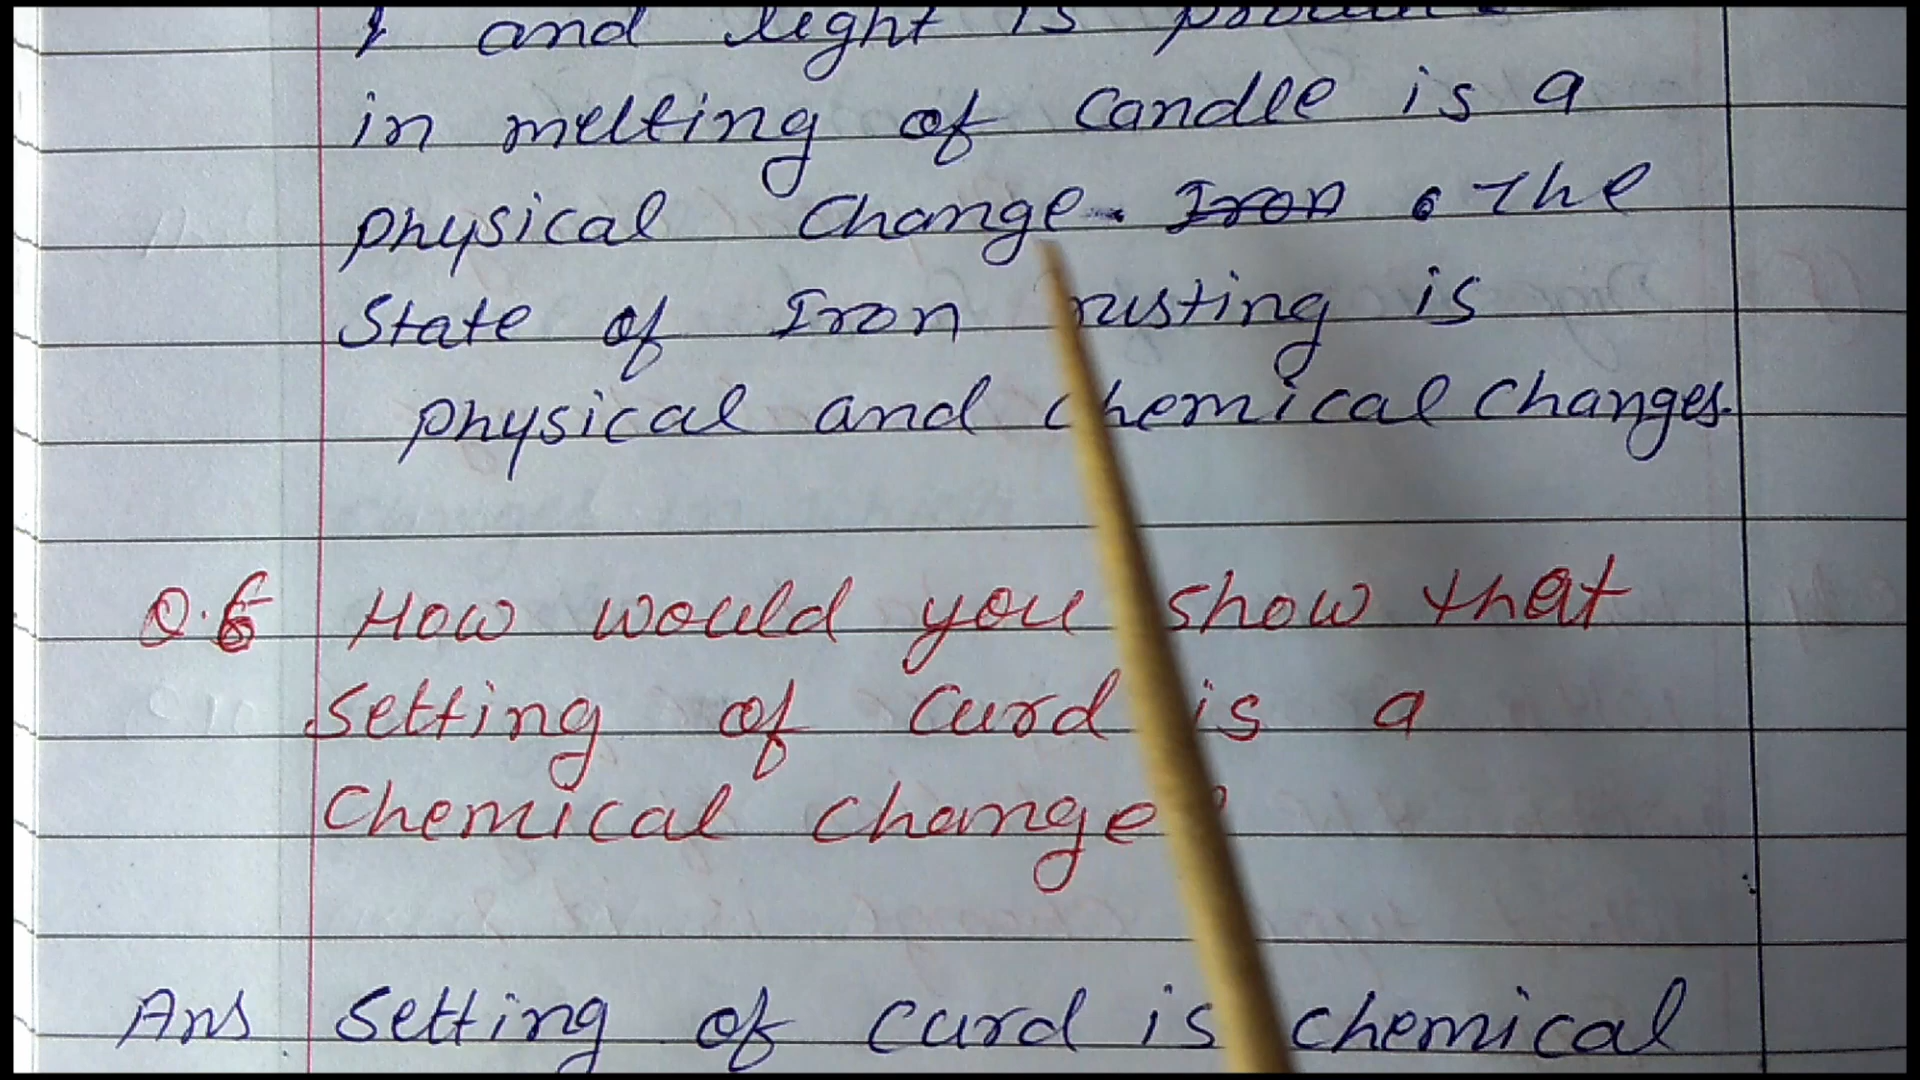 and light is
in melting of Candle is a
physical Change. Iron . The
State of Iron rusting is
physical and chemical changes.
Q.6 How would you show that
setting of Curd is a
Chemical change?
Ans Setting of Curd is chemical